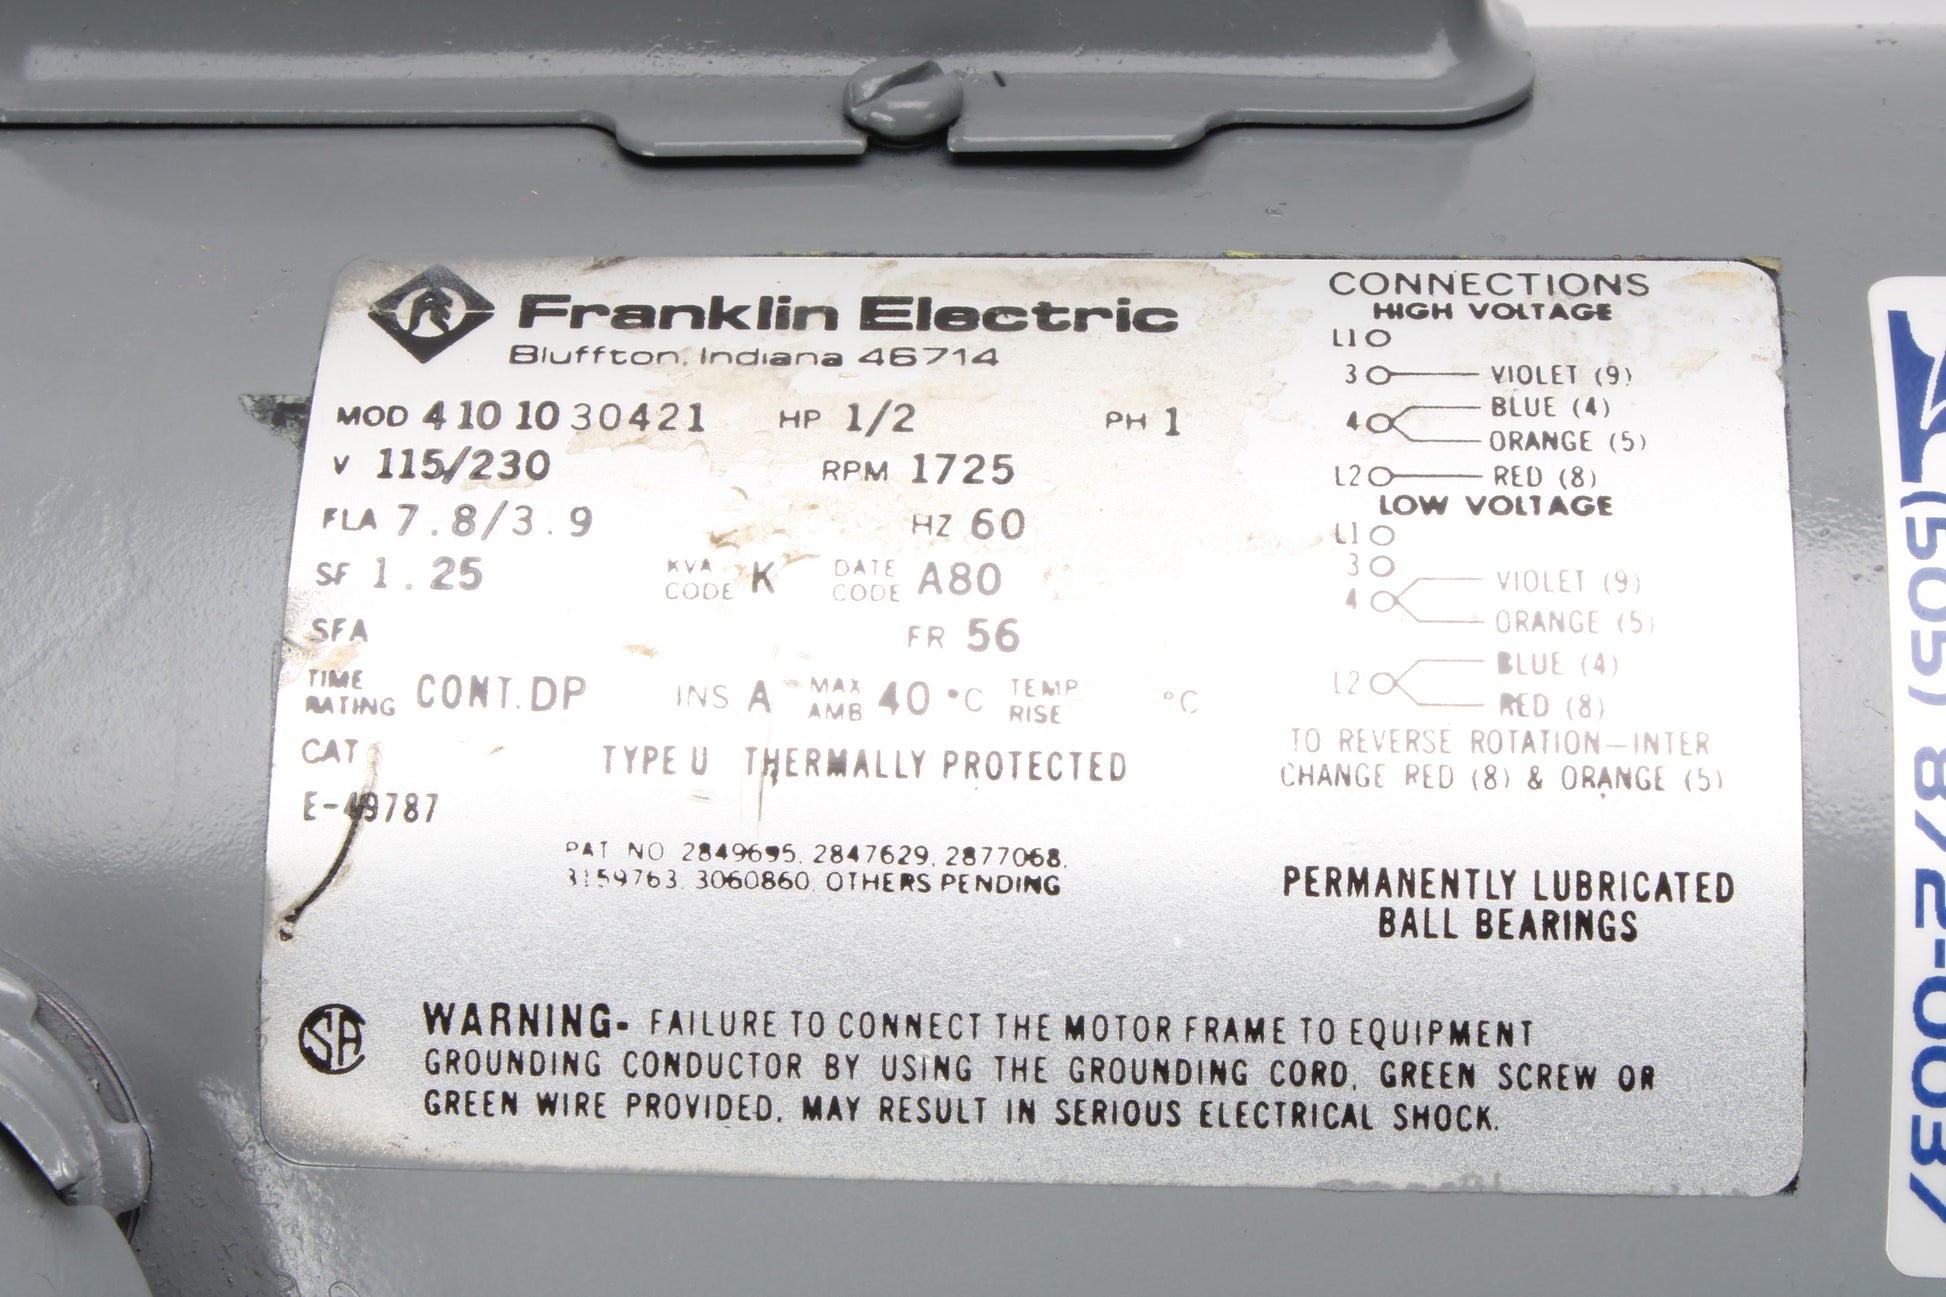 Franklin Electric
Bluffton, Indiana 46714
MOD 4101030421 HP 1/2 PH 1
V 115/230 RPM 1725
FLA 7.8/3.9 HZ 60
SF 1.25 KVA CODE K DATE CODE A80
SFA FR 56
TIME RATING CONT. DP INS A MAX AMB 40 °C TEMP RISE °C
CAT TYPE U THERMALLY PROTECTED
E-49787
PAT NO 2849695, 2847629, 2877068,
3159763, 3060860, OTHERS PENDING
CONNECTIONS
HIGH VOLTAGE
L1
3 VIOLET (9)
4 BLUE (4)
ORANGE (5)
L2 RED (8)
LOW VOLTAGE
L1
3
4 VIOLET (9)
ORANGE (5)
L2 BLUE (4)
RED (8)
TO REVERSE ROTATION-INTER
CHANGE RED (8) & ORANGE (5)
PERMANENTLY LUBRICATED
BALL BEARINGS
SA
WARNING- FAILURE TO CONNECT THE MOTOR FRAME TO EQUIPMENT
GROUNDING CONDUCTOR BY USING THE GROUNDING CORD, GREEN SCREW OR
GREEN WIRE PROVIDED, MAY RESULT IN SERIOUS ELECTRICAL SHOCK.
(505) 872-0037